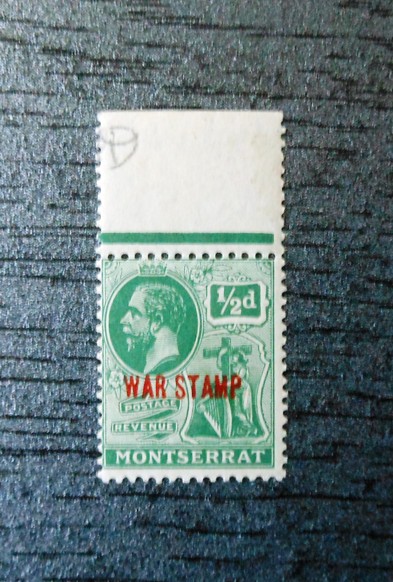 ½d
WAR STAMP
POSTAGE
REVENUE
MONTSERRAT